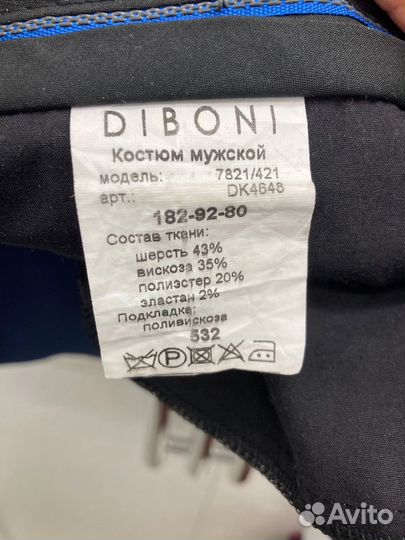 DIBONI
Костюм мужской
модель: 7821/421
арт.: DK4648
182-92-80
Состав ткани:
шерсть 43%
вискоза 35%
полиэстер 20%
эластан 2%
Подкладка:
поливискоза
532
P
Avito